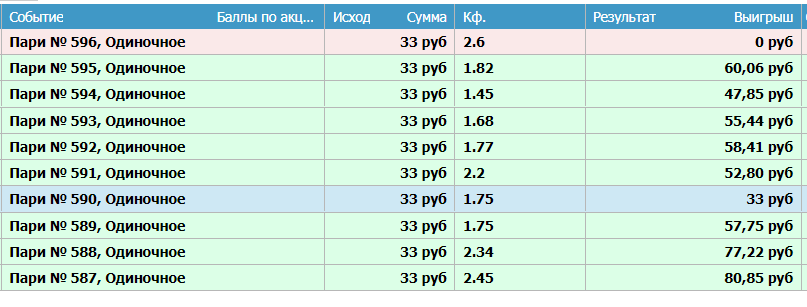 Событие Баллы по акц... Исход Сумма Кф. Результат Выигрыш
Пари № 596, Одиночное 33 руб 2.6 0 руб
Пари № 595, Одиночное 33 руб 1.82 60,06 руб
Пари № 594, Одиночное 33 руб 1.45 47,85 руб
Пари № 593, Одиночное 33 руб 1.68 55,44 руб
Пари № 592, Одиночное 33 руб 1.77 58,41 руб
Пари № 591, Одиночное 33 руб 2.2 52,80 руб
Пари № 590, Одиночное 33 руб 1.75 33 руб
Пари № 589, Одиночное 33 руб 1.75 57,75 руб
Пари № 588, Одиночное 33 руб 2.34 77,22 руб
Пари № 587, Одиночное 33 руб 2.45 80,85 руб